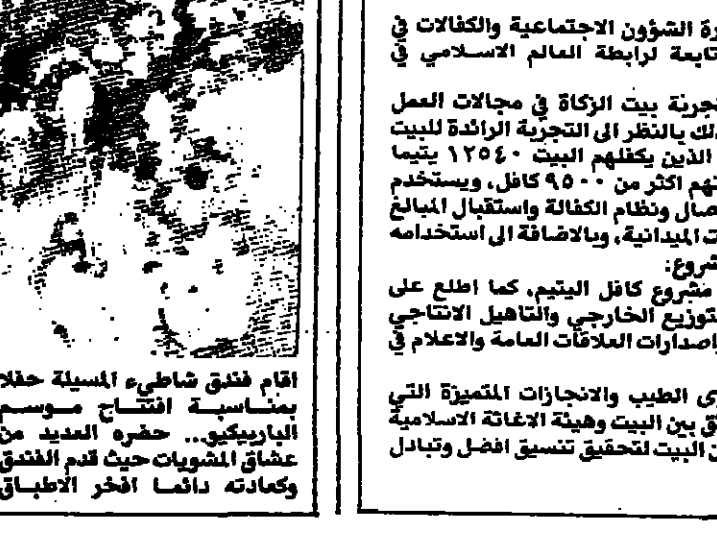 رة الشؤون الاجتماعية والكفالات في
تابعة لرابطة العالم الاسلامي في
تجربة بيت الزكاة في مجالات العمل
لك بالنظر الى التجربة الرائدة للبيت
الذين يكفلهم البيت ١٢٥٤٠ يتيما
هم اكثر من ٩٥٠٠ كافل، ويستخدم
صال ونظام الكفالة واستقبال المبالغ
ت الميدانية، وبالاضافة الى استخدامه
شروع:
مشروع كافل اليتيم، كما اطلع على
لتوزيع الخارجي والتاهيل الانتاجي
إصدارات العلاقات العامة والاعلام في
ى الطيب والانجازات المتميزة التي
ق بين البيت وهيئة الاغاثة الاسلامية
ن البيت لتحقيق تنسيق افضل وتبادل
اقام فندق شاطيء المسيلة حفلا
بمناسبة افتتاح موسم
الباربيكيو... حضره العديد من
عشاق المشويات حيث قدم الفندق
وكعادته دائما افخر الاطباق